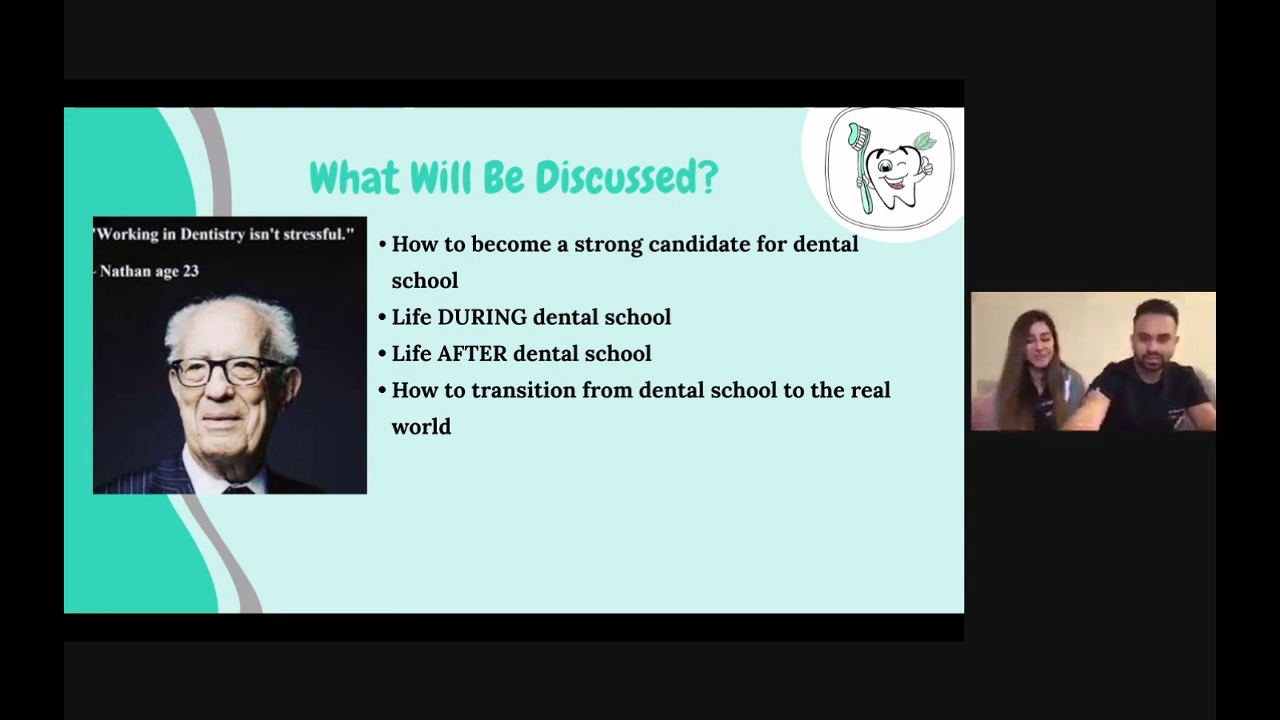 What Will Be Discussed?
"Working in Dentistry isn't stressful."
- Nathan age 23
• How to become a strong candidate for dental
school
• Life DURING dental school
• Life AFTER dental school
• How to transition from dental school to the real
world